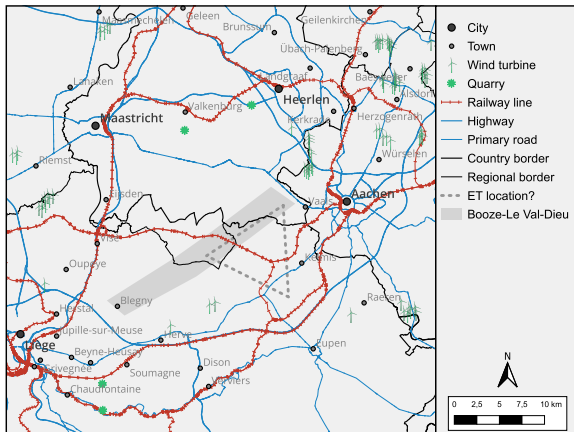 Maasmechelen
Geleen
Brunssum
Geilenkirchen
Übach-Palenberg
Landgraaf
Baesweiler
Lanaken
Heerlen
Alsdorf
Valkenburg
Maastricht
Kerkrade
Herzogenrath
Würselen
Riemst
Eijsden
Vaals
Aachen
Visé
Oupeye
Kelmis
Blegny
Raeren
Herstal
Jupille-sur-Meuse
Herve
Liège
Eupen
Beyne-Heusay
Grivegnée
Soumagne
Dison
Chaudfontaine
Verviers
City
Town
Wind turbine
Quarry
Railway line
Highway
Primary road
Country border
Regional border
ET location?
Booze-Le Val-Dieu
N
0 2,5 5 7,5 10 km